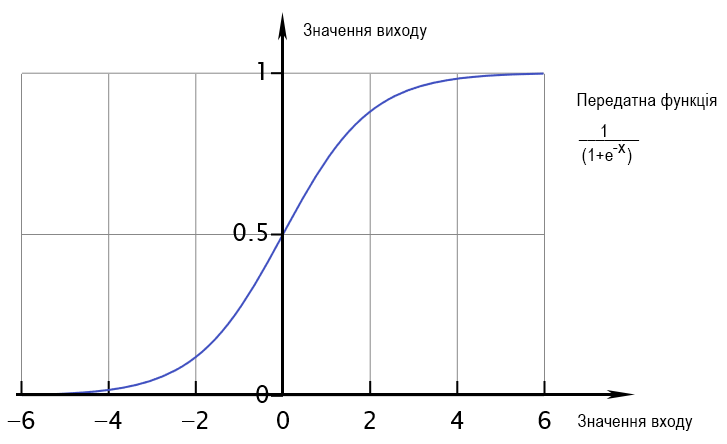 Значення виходу
1
Передатна функція
1
(1+e^-x)
0.5
0
−6 −4 −2 0 2 4 6
Значення входу